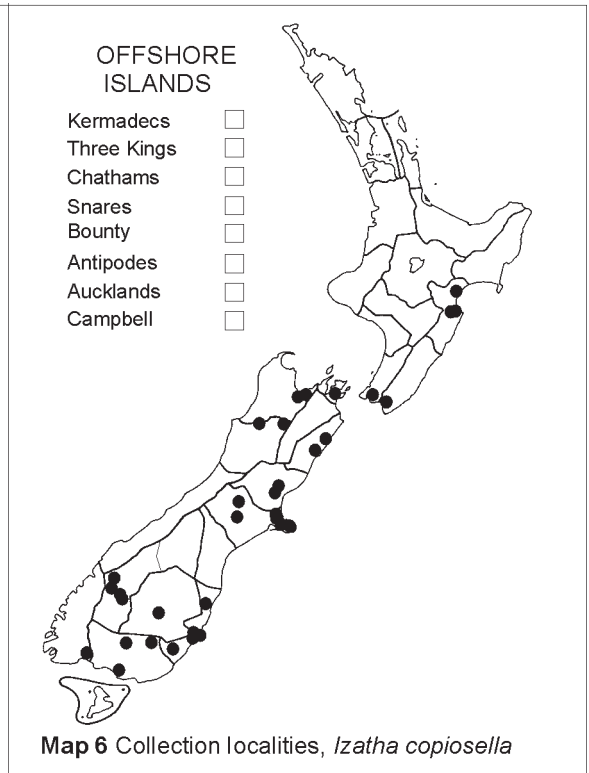 OFFSHORE
ISLANDS
Kermadecs
Three Kings
Chathams
Snares
Bounty
Antipodes
Aucklands
Campbell
Map 6 Collection localities, Izatha copiosella